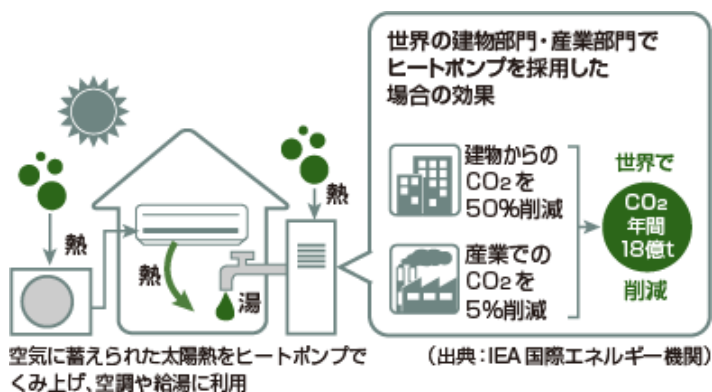 世界の建物部門・産業部門で
ヒートポンプを採用した
場合の効果
建物からの
CO2を
50%削減
産業での
CO2を
5%削減
世界で
CO2
年間
18億t
削減
熱
熱
熱
湯
空気に蓄えられた太陽熱をヒートポンプで
くみ上げ、空調や給湯に利用
（出典：IEA 国際エネルギー機関）